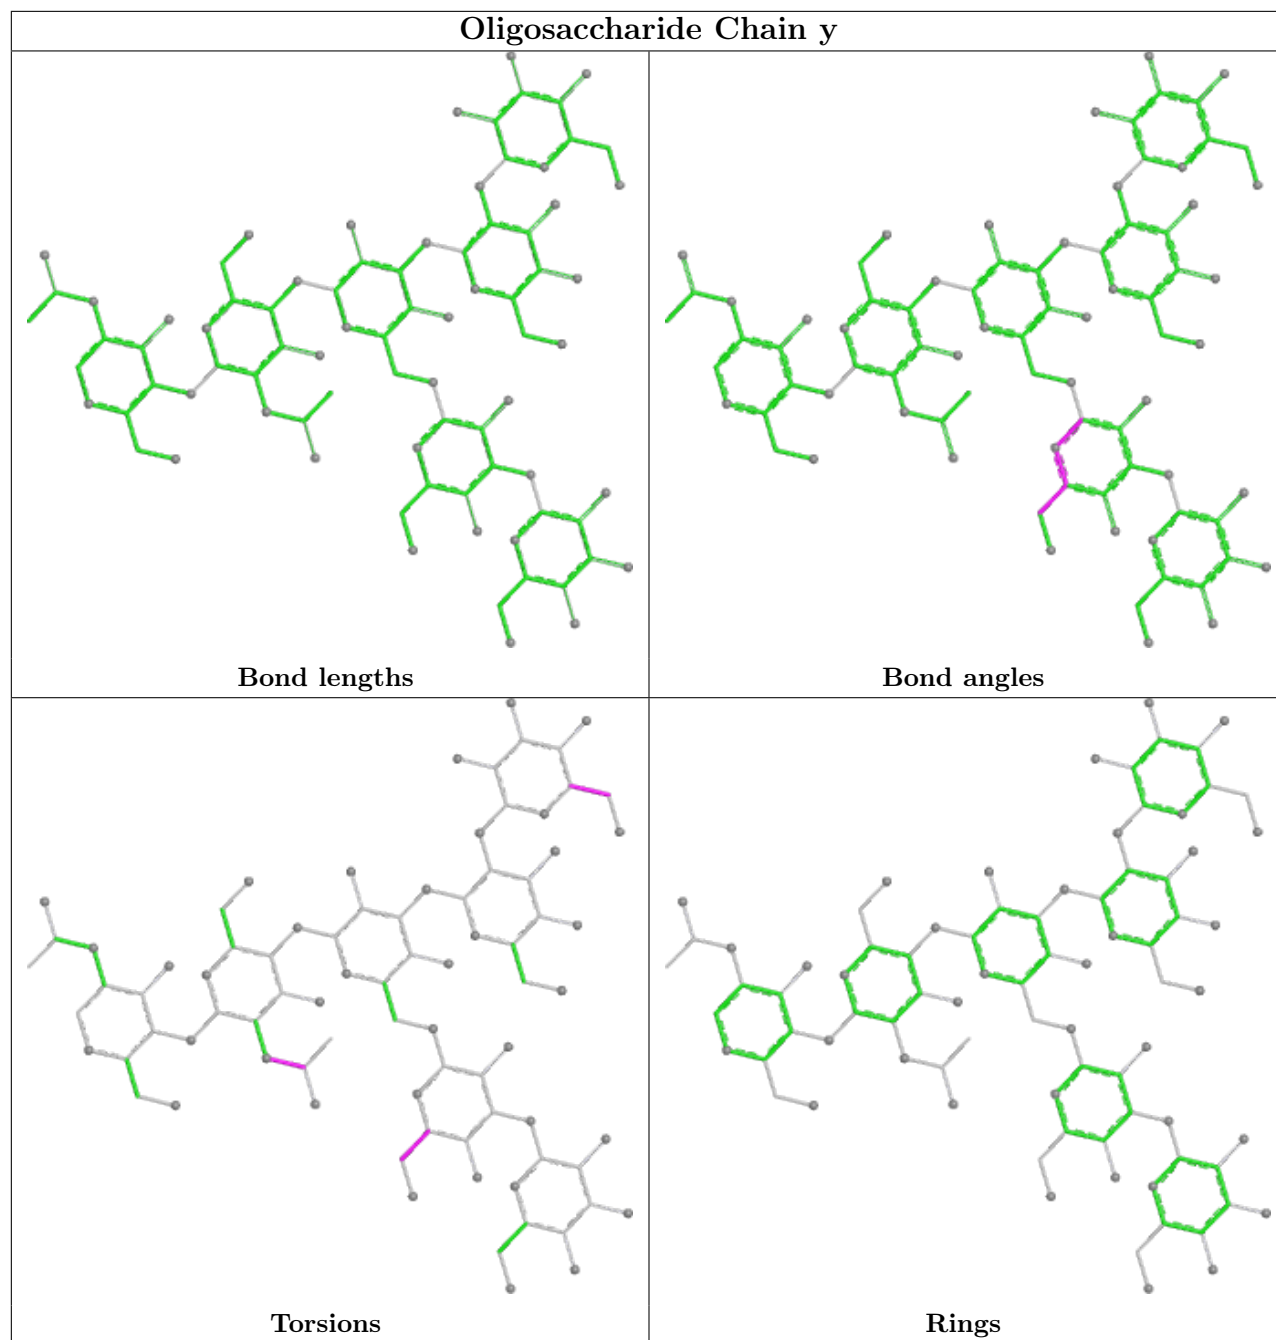 Oligosaccharide Chain y
Bond lengths
Bond angles
Torsions
Rings